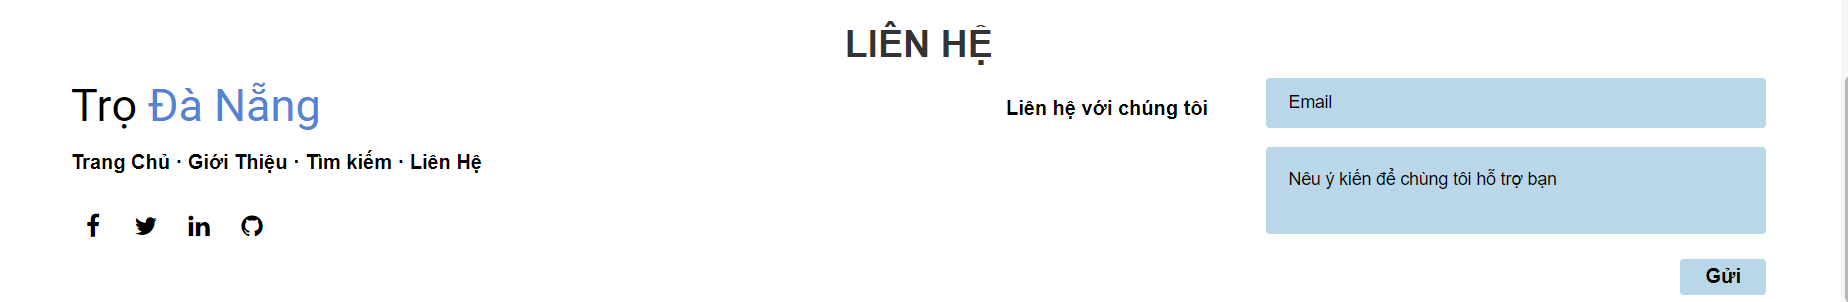 LIÊN HỆ
Trọ Đà Nẵng
Trang Chủ · Giới Thiệu · Tìm kiếm · Liên Hệ
Liên hệ với chúng tôi
Email
Nêu ý kiến để chùng tôi hỗ trợ bạn
Gửi